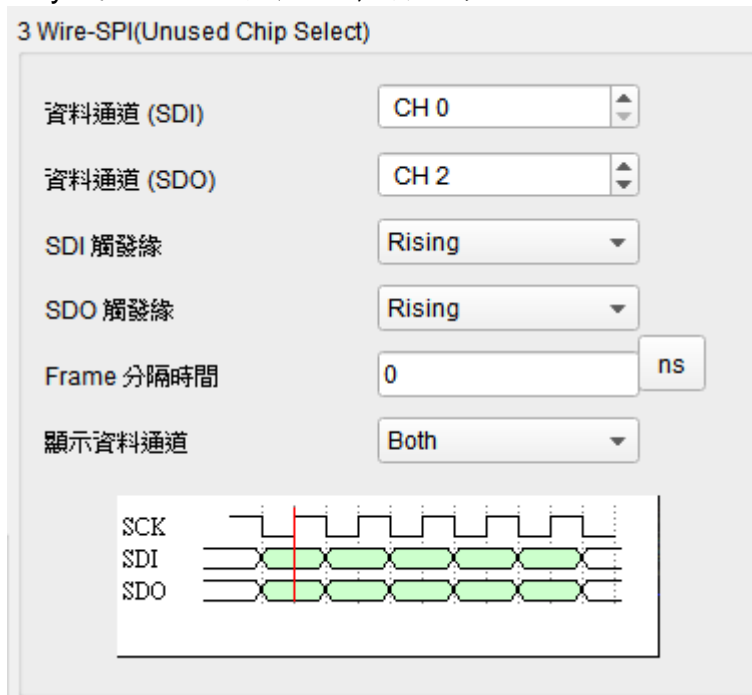 3 Wire-SPI(Unused Chip Select)
資料通道 (SDI) CH 0
資料通道 (SDO) CH 2
SDI 觸發緣 Rising
SDO 觸發緣 Rising
Frame 分隔時間 0 ns
顯示資料通道 Both
SCK
SDI
SDO